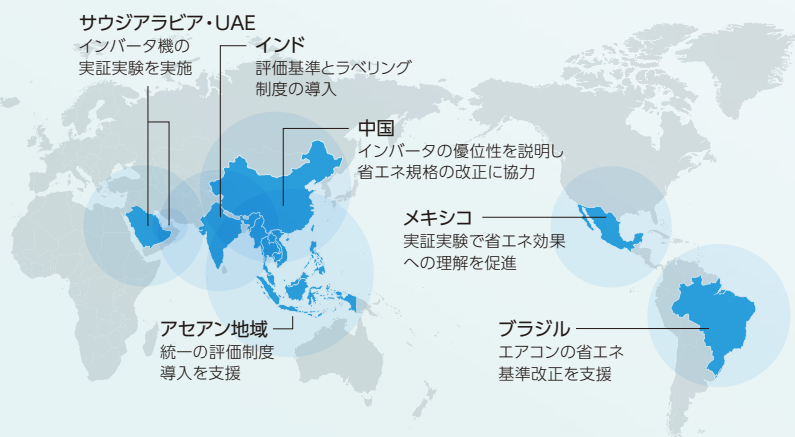 サウジアラビア・UAE
インバータ機の
実証実験を実施
インド
評価基準とラベリング
制度の導入
中国
インバータの優位性を説明し
省エネ規格の改正に協力
メキシコ
実証実験で省エネ効果
への理解を促進
アセアン地域
統一の評価制度
導入を支援
ブラジル
エアコンの省エネ
基準改正を支援